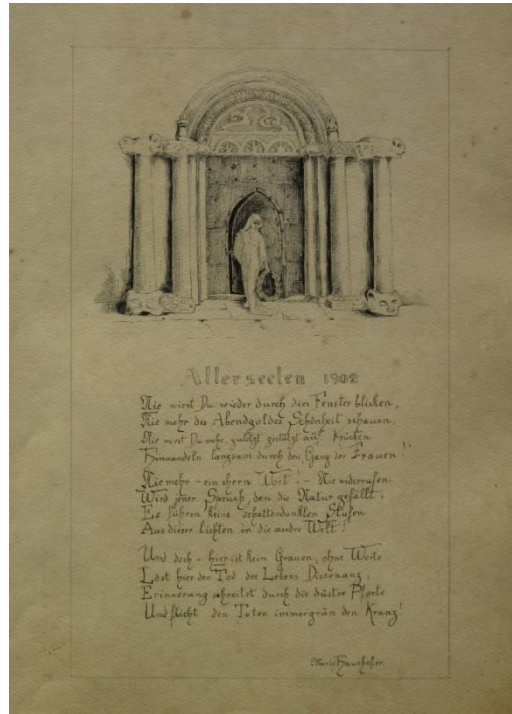 Allerseelen 1902
Nie wirst Du wieder durch dies Fenster blicken,
Nie mehr des Abendgoldes Schönheit schauen,
Nie wirst Du mehr, zuletzt gestützt auf Krücken
Hinwandeln langsam durch den Gang der Frauen!
Nie mehr - ein ehern Wort! - Nie widerrufen
Wird jener Spruch, den die Natur gefällt,
Es führen keine schattendunklen Stufen
Aus dieser lichten in die andre Welt!
Und doch - hier ist kein Grauen, ohne Worte
Löst hier der Tod des Lebens Dissonanz,
Erinnerung schreitet durch die düstre Pforte
Und flicht den Toten immergrün den Kranz!
Marie Haushofer